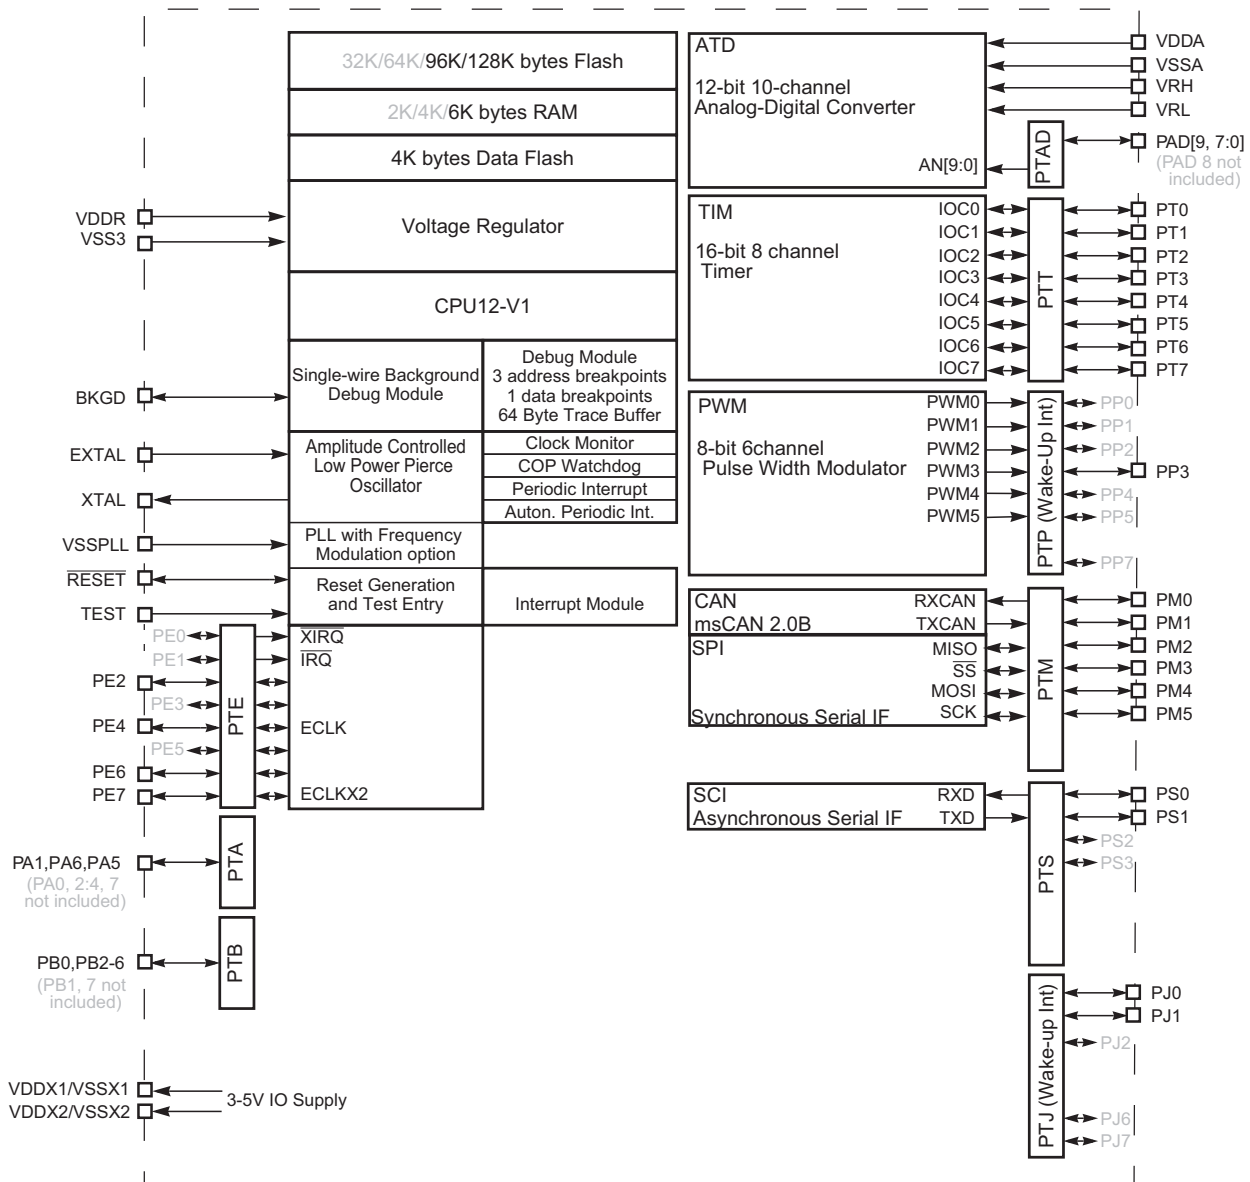 32K/64K/96K/128K bytes Flash
2K/4K/6K bytes RAM
4K bytes Data Flash
VDDR
VSS3
Voltage Regulator
CPU12-V1
BKGD
Single-wire Background
Debug Module
Debug Module
3 address breakpoints
1 data breakpoints
64 Byte Trace Buffer
EXTAL
XTAL
Amplitude Controlled
Low Power Pierce
Oscillator
Clock Monitor
COP Watchdog
Periodic Interrupt
Auton. Periodic Int.
VSSPLL
PLL with Frequency
Modulation option
RESET
TEST
Reset Generation
and Test Entry
Interrupt Module
PE0
PE1
PE2
PE3
PE4
PE5
PE6
PE7
PTE
XIRQ
IRQ
ECLK
ECLKX2
PA1,PA6,PA5
(PA0, 2:4, 7
not included)
PTA
PB0,PB2-6
(PB1, 7 not
included)
PTB
VDDX1/VSSX1
VDDX2/VSSX2
3-5V IO Supply
ATD
12-bit 10-channel
Analog-Digital Converter
AN[9:0]
PTAD
VDDA
VSSA
VRH
VRL
PAD[9, 7:0]
(PAD 8 not
included)
TIM
16-bit 8 channel
Timer
IOC0
IOC1
IOC2
IOC3
IOC4
IOC5
IOC6
IOC7
PTT
PT0
PT1
PT2
PT3
PT4
PT5
PT6
PT7
PWM
8-bit 6channel
Pulse Width Modulator
PWM0
PWM1
PWM2
PWM3
PWM4
PWM5
PTP (Wake-Up Int)
PP0
PP1
PP2
PP3
PP4
PP5
PP7
CAN
msCAN 2.0B
RXCAN
TXCAN
SPI
Synchronous Serial IF
MISO
SS
MOSI
SCK
PTM
PM0
PM1
PM2
PM3
PM4
PM5
SCI
Asynchronous Serial IF
RXD
TXD
PTS
PS0
PS1
PS2
PS3
PTJ (Wake-up Int)
PJ0
PJ1
PJ2
PJ6
PJ7